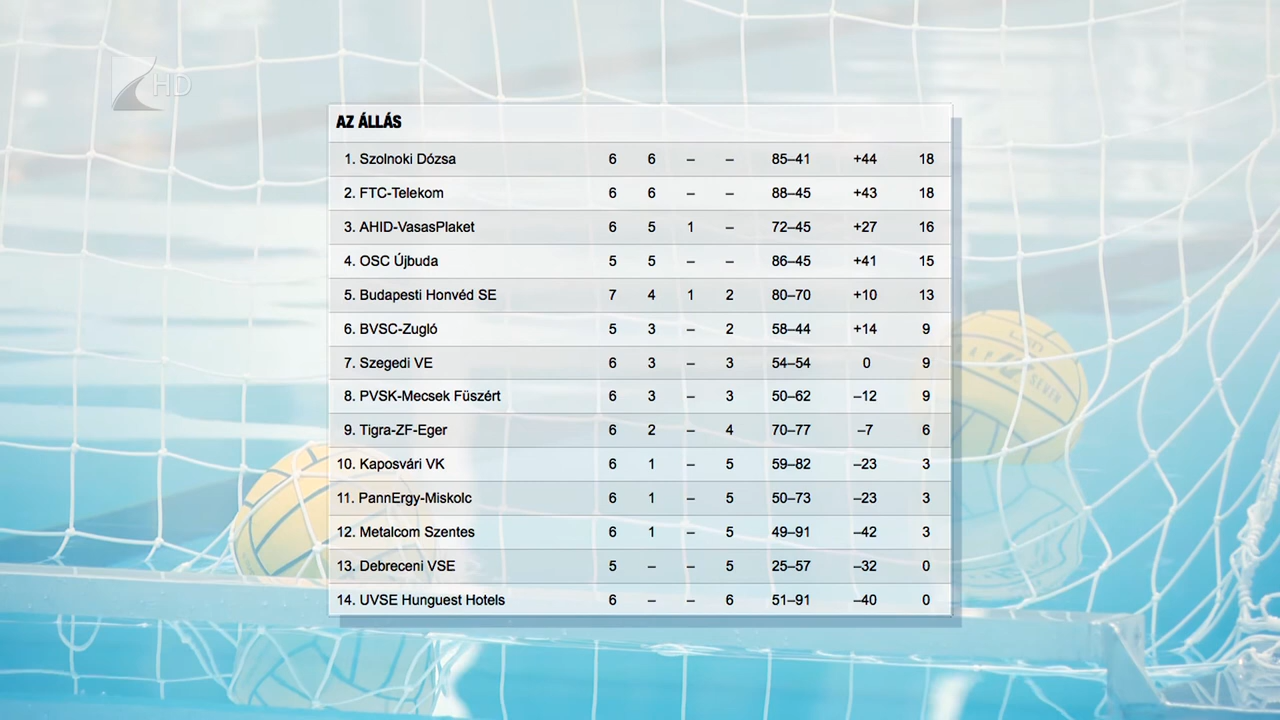 HD
AZ ÁLLÁS
1. Szolnoki Dózsa 6 6 – – 85–41 +44 18
2. FTC-Telekom 6 6 – – 88–45 +43 18
3. AHID-VasasPlaket 6 5 1 – 72–45 +27 16
4. OSC Újbuda 5 5 – – 86–45 +41 15
5. Budapesti Honvéd SE 7 4 1 2 80–70 +10 13
6. BVSC-Zugló 5 3 – 2 58–44 +14 9
7. Szegedi VE 6 3 – 3 54–54 0 9
8. PVSK-Mecsek Füszért 6 3 – 3 50–62 –12 9
9. Tigra-ZF-Eger 6 2 – 4 70–77 –7 6
10. Kaposvári VK 6 1 – 5 59–82 –23 3
11. PannErgy-Miskolc 6 1 – 5 50–73 –23 3
12. Metalcom Szentes 6 1 – 5 49–91 –42 3
13. Debreceni VSE 5 – – 5 25–57 –32 0
14. UVSE Hunguest Hotels 6 – – 6 51–91 –40 0